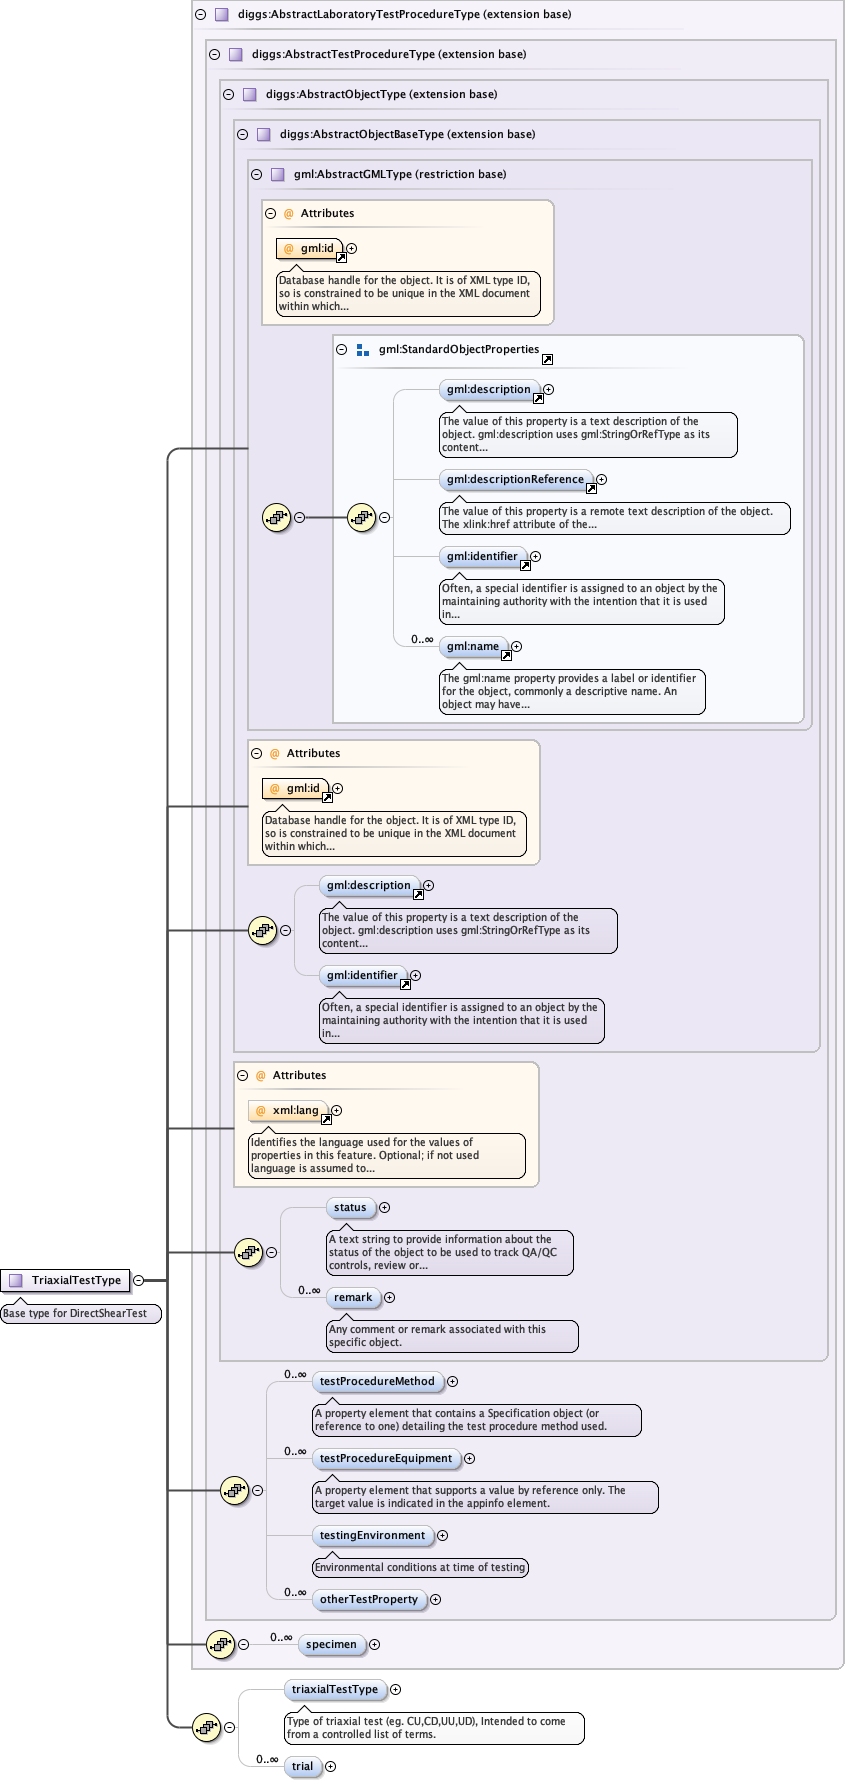 diggs:AbstractLaboratoryTestProcedureType (extension base)
diggs:AbstractTestProcedureType (extension base)
diggs:AbstractObjectType (extension base)
diggs:AbstractObjectBaseType (extension base)
gml:AbstractGMLType (restriction base)
@ Attributes
@ gml:id
Database handle for the object. It is of XML type ID,
so is constrained to be unique in the XML document
within which...
gml:StandardObjectProperties
gml:description
The value of this property is a text description of the
object. gml:description uses gml:StringOrRefType as its
content...
gml:descriptionReference
The value of this property is a remote text description of the object.
The xlink:href attribute of the...
gml:identifier
Often, a special identifier is assigned to an object by the
maintaining authority with the intention that it is used
in...
0..∞
gml:name
The gml:name property provides a label or identifier
for the object, commonly a descriptive name. An
object may have...
@ Attributes
@ gml:id
Database handle for the object. It is of XML type ID,
so is constrained to be unique in the XML document
within which...
gml:description
The value of this property is a text description of the
object. gml:description uses gml:StringOrRefType as its
content...
gml:identifier
Often, a special identifier is assigned to an object by the
maintaining authority with the intention that it is used
in...
@ Attributes
@ xml:lang
Identifies the language used for the values of
properties in this feature. Optional; if not used
language is assumed to...
status
A text string to provide information about the
status of the object to be used to track QA/QC
controls, review or...
TriaxialTestType
Base type for DirectShearTest
0..∞
remark
Any comment or remark associated with this
specific object.
0..∞
testProcedureMethod
A property element that contains a Specification object (or
reference to one) detailing the test procedure method used.
0..∞
testProcedureEquipment
A property element that supports a value by reference only. The
target value is indicated in the appinfo element.
testingEnvironment
Environmental conditions at time of testing
0..∞
otherTestProperty
0..∞
specimen
triaxialTestType
Type of triaxial test (eg. CU,CD,UU,UD), Intended to come
from a controlled list of terms.
0..∞
trial